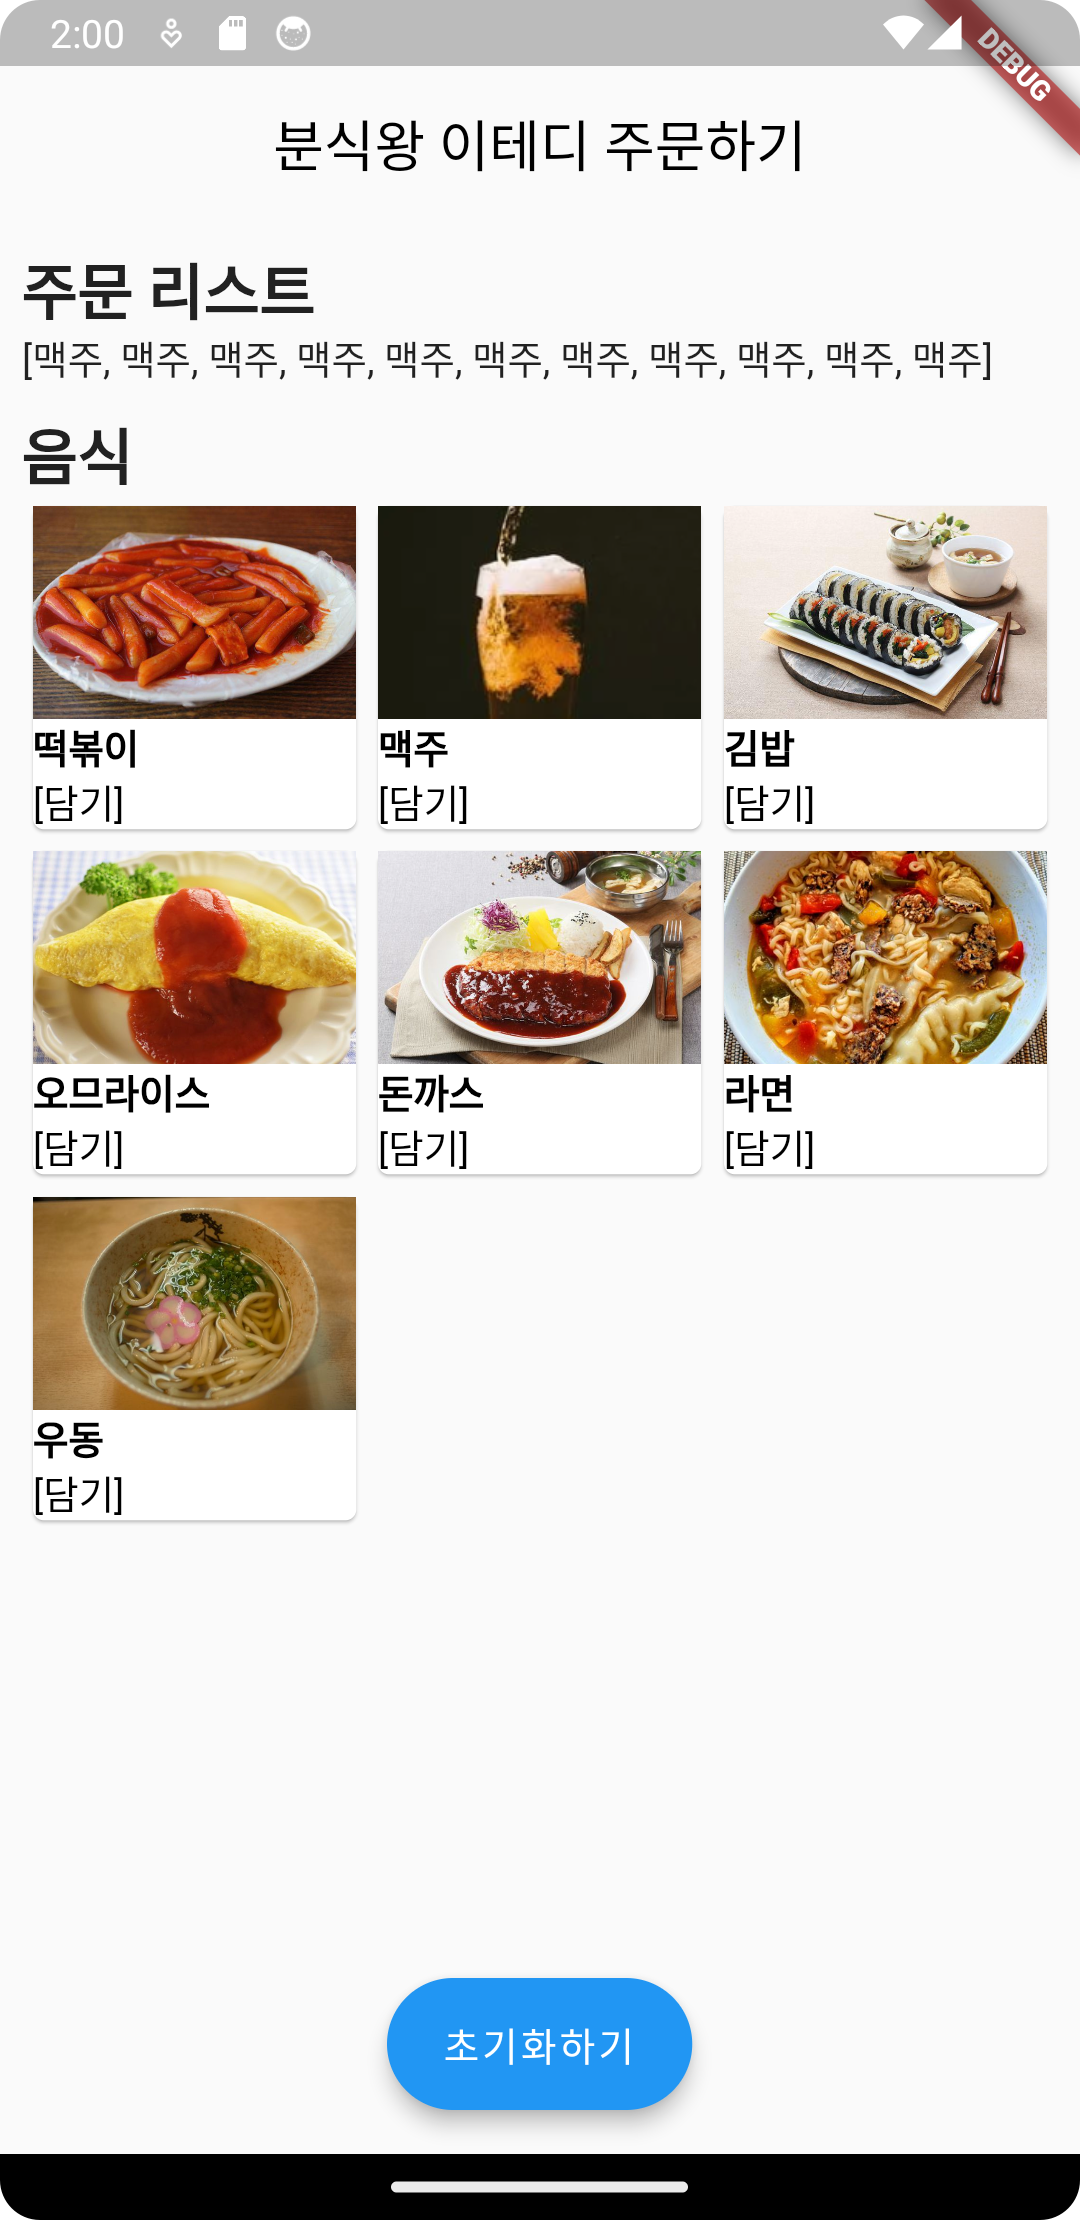 2:00
DEBUG
분식왕 이테디 주문하기
주문 리스트
[맥주, 맥주, 맥주, 맥주, 맥주, 맥주, 맥주, 맥주, 맥주, 맥주, 맥주]
음식
떡볶이
[담기]
맥주
[담기]
김밥
[담기]
오므라이스
[담기]
돈까스
[담기]
라면
[담기]
우동
[담기]
초기화하기